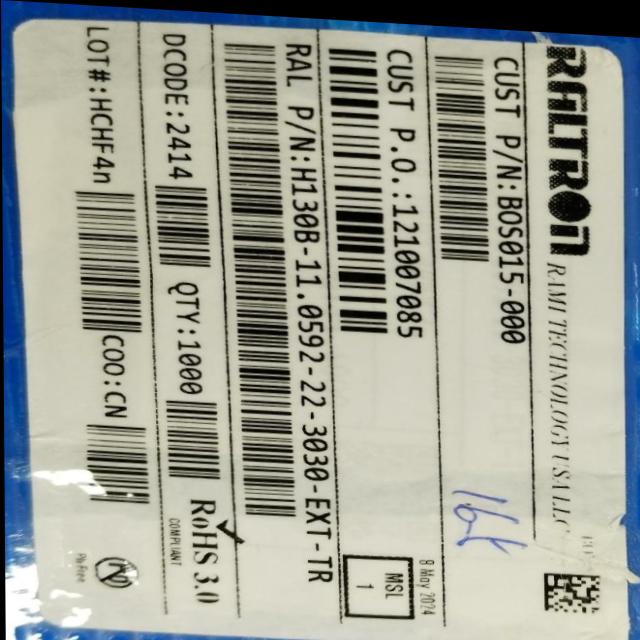 RALTRON
RAMI TECHNOLOGY USA LLC
CUST P/N:BOS015-000
CUST P.O.:121007085
8 May 2024
MSL
1
RAL P/N:H130B-11.0592-22-3030-EXT-TR
DCODE:2414
QTY:1000
RoHS 3.0
COMPLIANT
LOT#:HCHF4n
COO:CN
Pb-Free